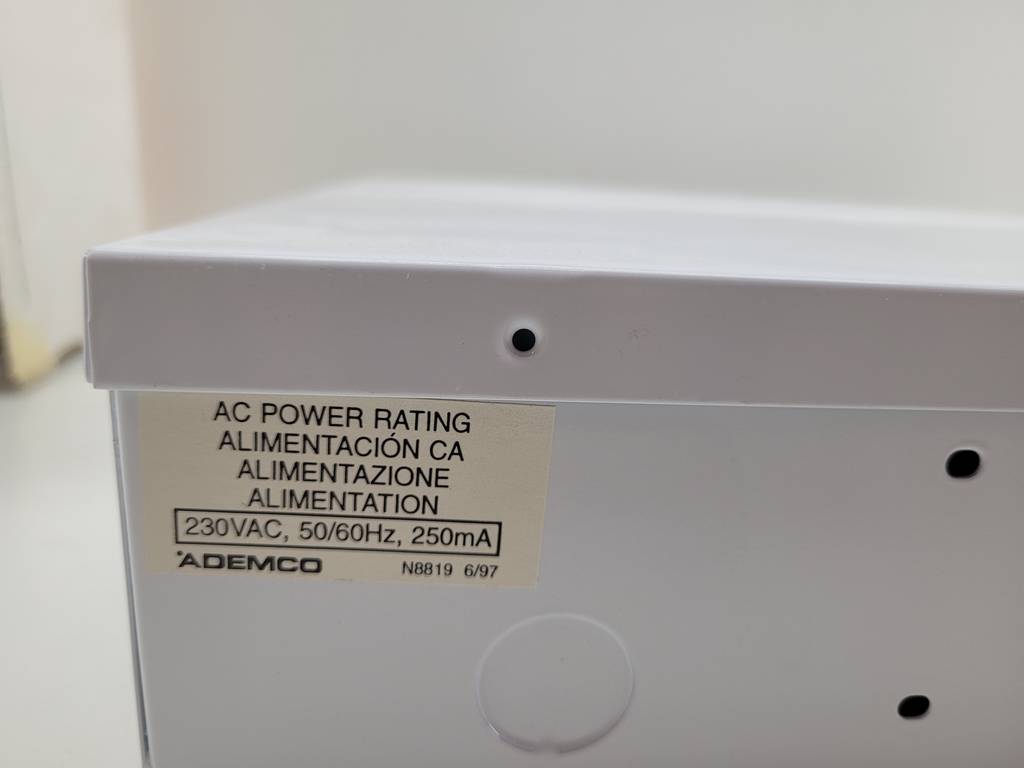 AC POWER RATING
ALIMENTACIÓN CA
ALIMENTAZIONE
ALIMENTATION
230VAC, 50/60Hz, 250mA
ADEMCO N8819 6/97